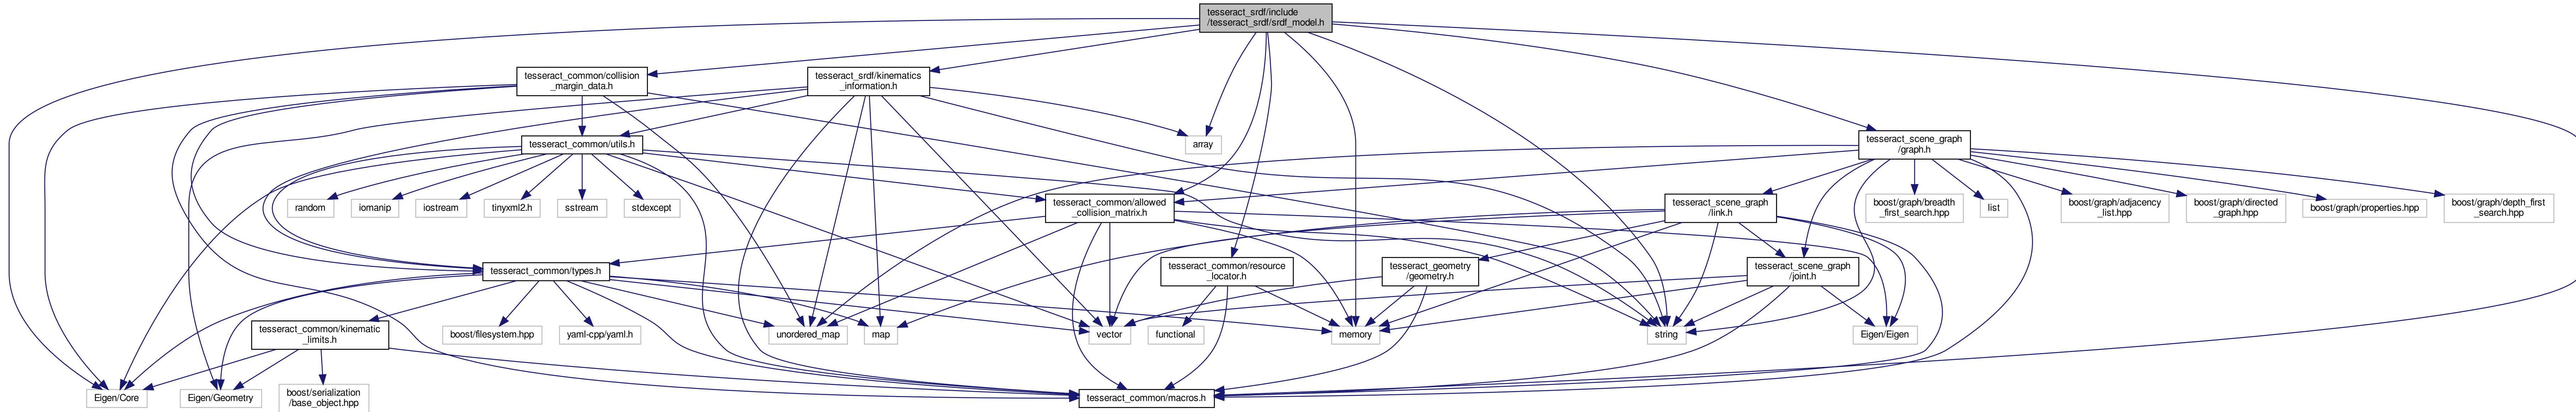 tesseract_srdf/include
/tesseract_srdf/srdf_model.h
tesseract_common/collision
_margin_data.h
tesseract_srdf/kinematics
_information.h
tesseract_common/utils.h
array
tesseract_scene_graph
/graph.h
random
iomanip
iostream
tinyxml2.h
sstream
stdexcept
tesseract_common/allowed
_collision_matrix.h
tesseract_scene_graph
/link.h
boost/graph/breadth
_first_search.hpp
list
boost/graph/adjacency
_list.hpp
boost/graph/directed
_graph.hpp
boost/graph/properties.hpp
boost/graph/depth_first
_search.hpp
tesseract_common/types.h
tesseract_common/resource
_locator.h
tesseract_geometry
/geometry.h
tesseract_scene_graph
/joint.h
tesseract_common/kinematic
_limits.h
boost/filesystem.hpp
yaml-cpp/yaml.h
unordered_map
map
vector
functional
memory
string
Eigen/Eigen
Eigen/Core
Eigen/Geometry
boost/serialization
/base_object.hpp
tesseract_common/macros.h